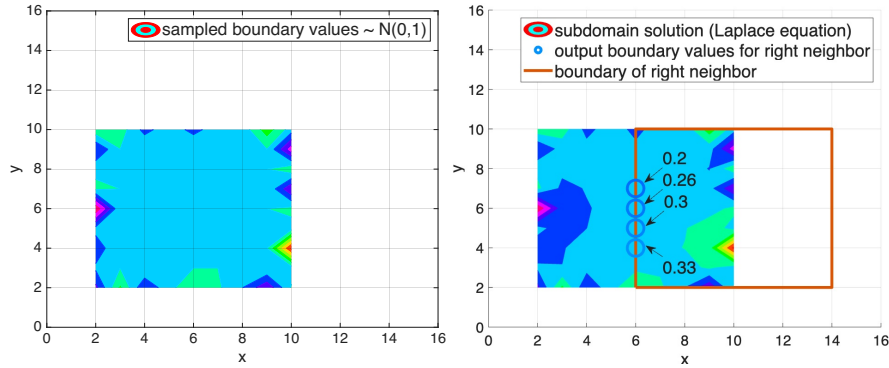 16
sampled boundary values ~ N(0,1)
14
12
10
8
y
6
4
2
0
0 2 4 6 8 10 12 14 16
x
16
subdomain solution (Laplace equation)
output boundary values for right neighbor
boundary of right neighbor
14
12
10
8
y
6
4
2
0
0.2
0.26
0.3
0.33
0 2 4 6 8 10 12 14 16
x